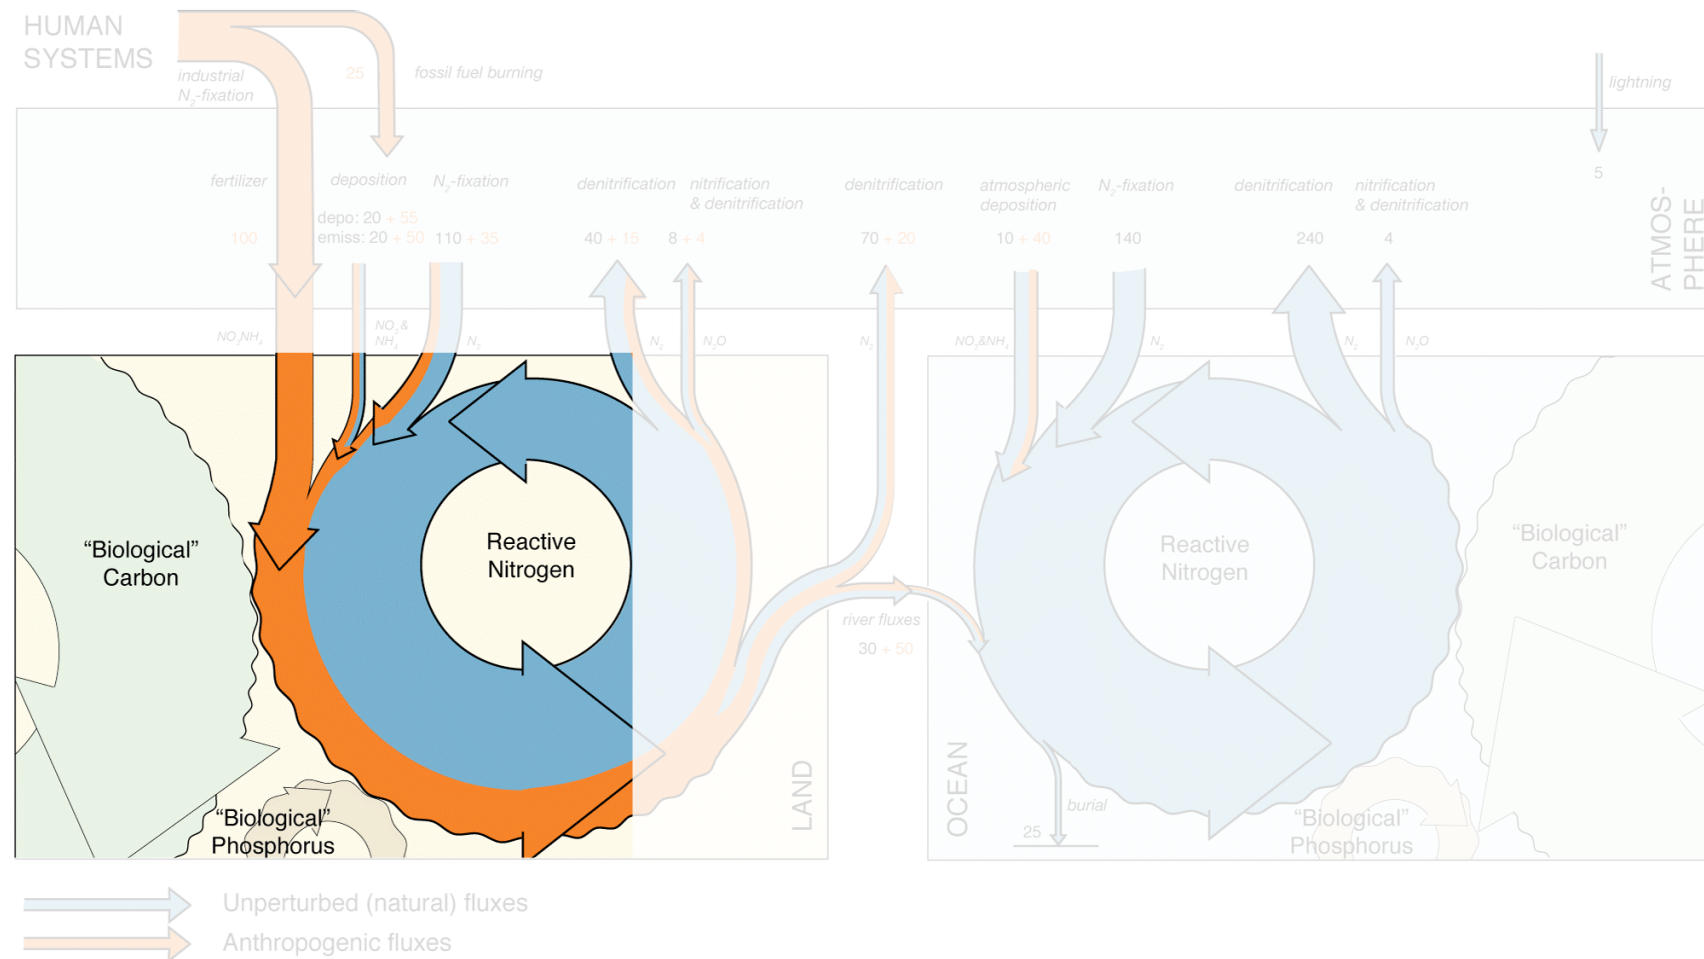 HUMAN
SYSTEMS
industrial
N2-fixation
25
fossil fuel burning
lightning
5
ATMOS-
PHERE
fertilizer
100
deposition
depo: 20 + 55
emiss: 20 + 50
N2-fixation
110 + 35
denitrification
40 + 15
nitrification
& denitrification
8 + 4
denitrification
70 + 20
atmospheric
deposition
10 + 40
N2-fixation
140
denitrification
240
nitrification
& denitrification
4
NH4
N2
N2
N2O
N2
N2
N2
N2O
"Biological"
Carbon
Reactive
Nitrogen
"Biological"
Phosphorus
LAND
river fluxes
30 + 50
OCEAN
Reactive
Nitrogen
burial
25
"Biological"
Carbon
"Biological"
Phosphorus
Unperturbed (natural) fluxes
Anthropogenic fluxes